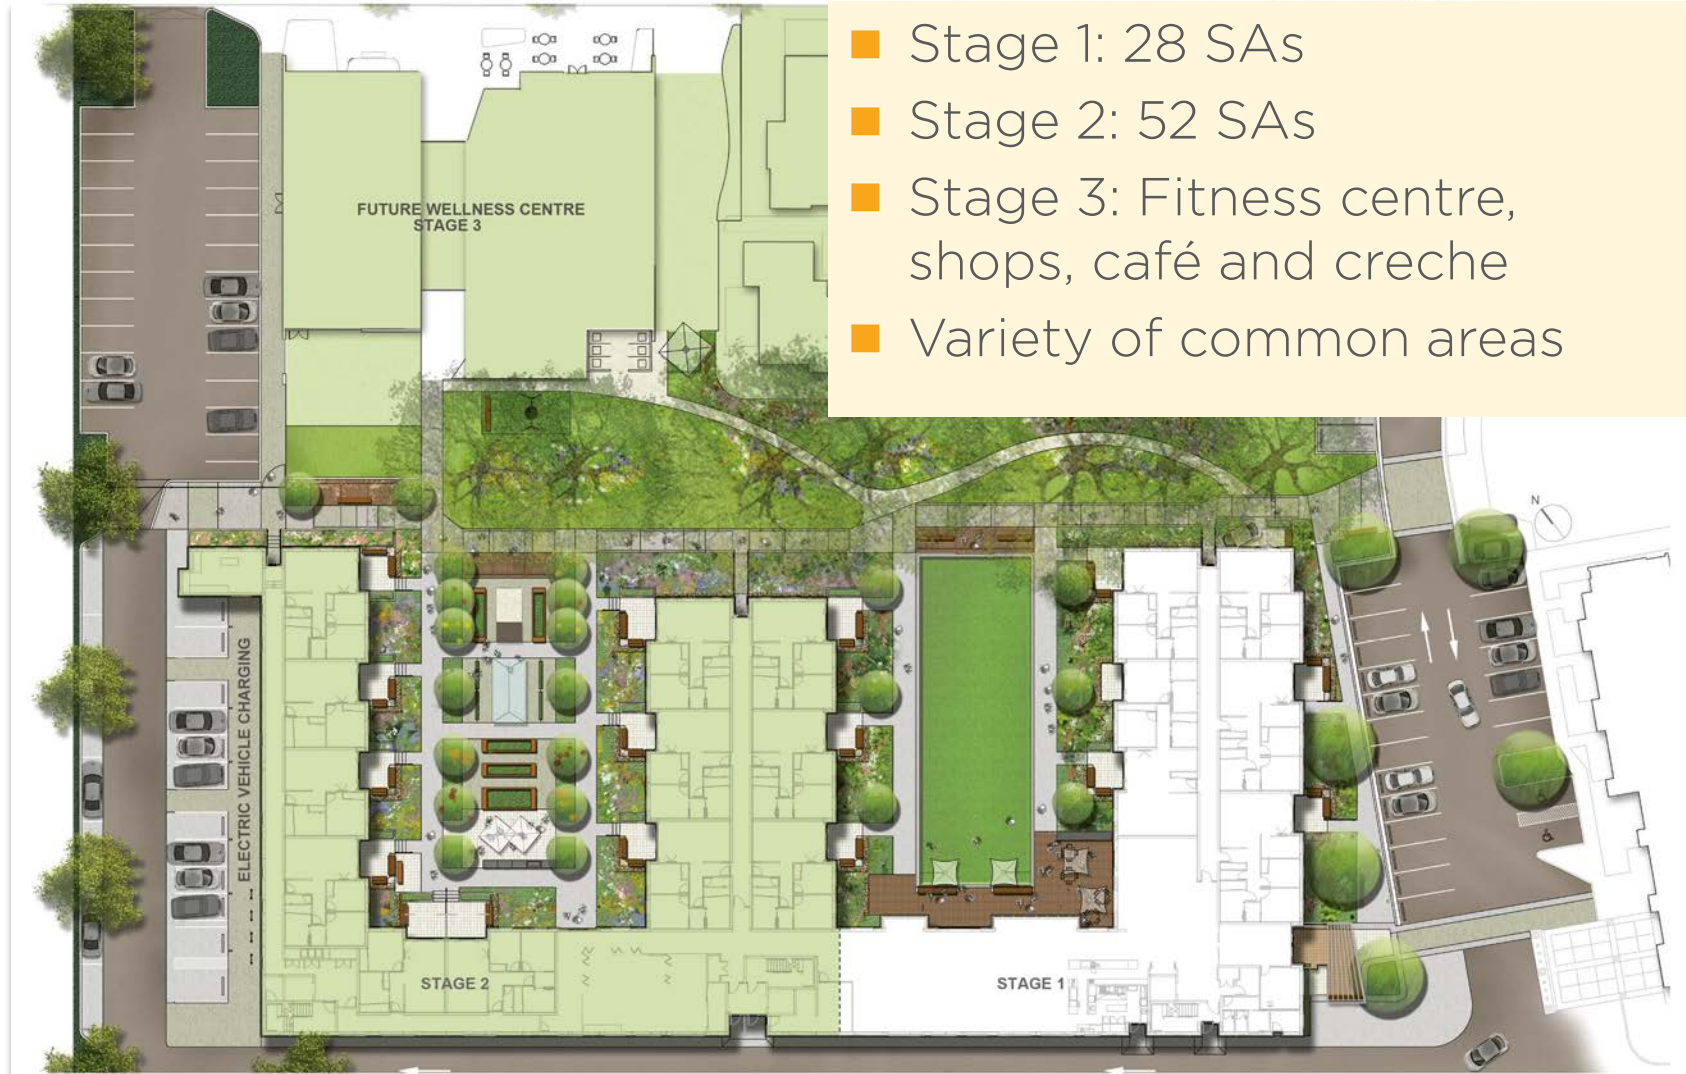 Stage 1: 28 SAs
Stage 2: 52 SAs
Stage 3: Fitness centre,
shops, café and creche
Variety of common areas
FUTURE WELLNESS CENTRE
STAGE 3
N
ELECTRIC VEHICLE CHARGING
STAGE 2
STAGE 1